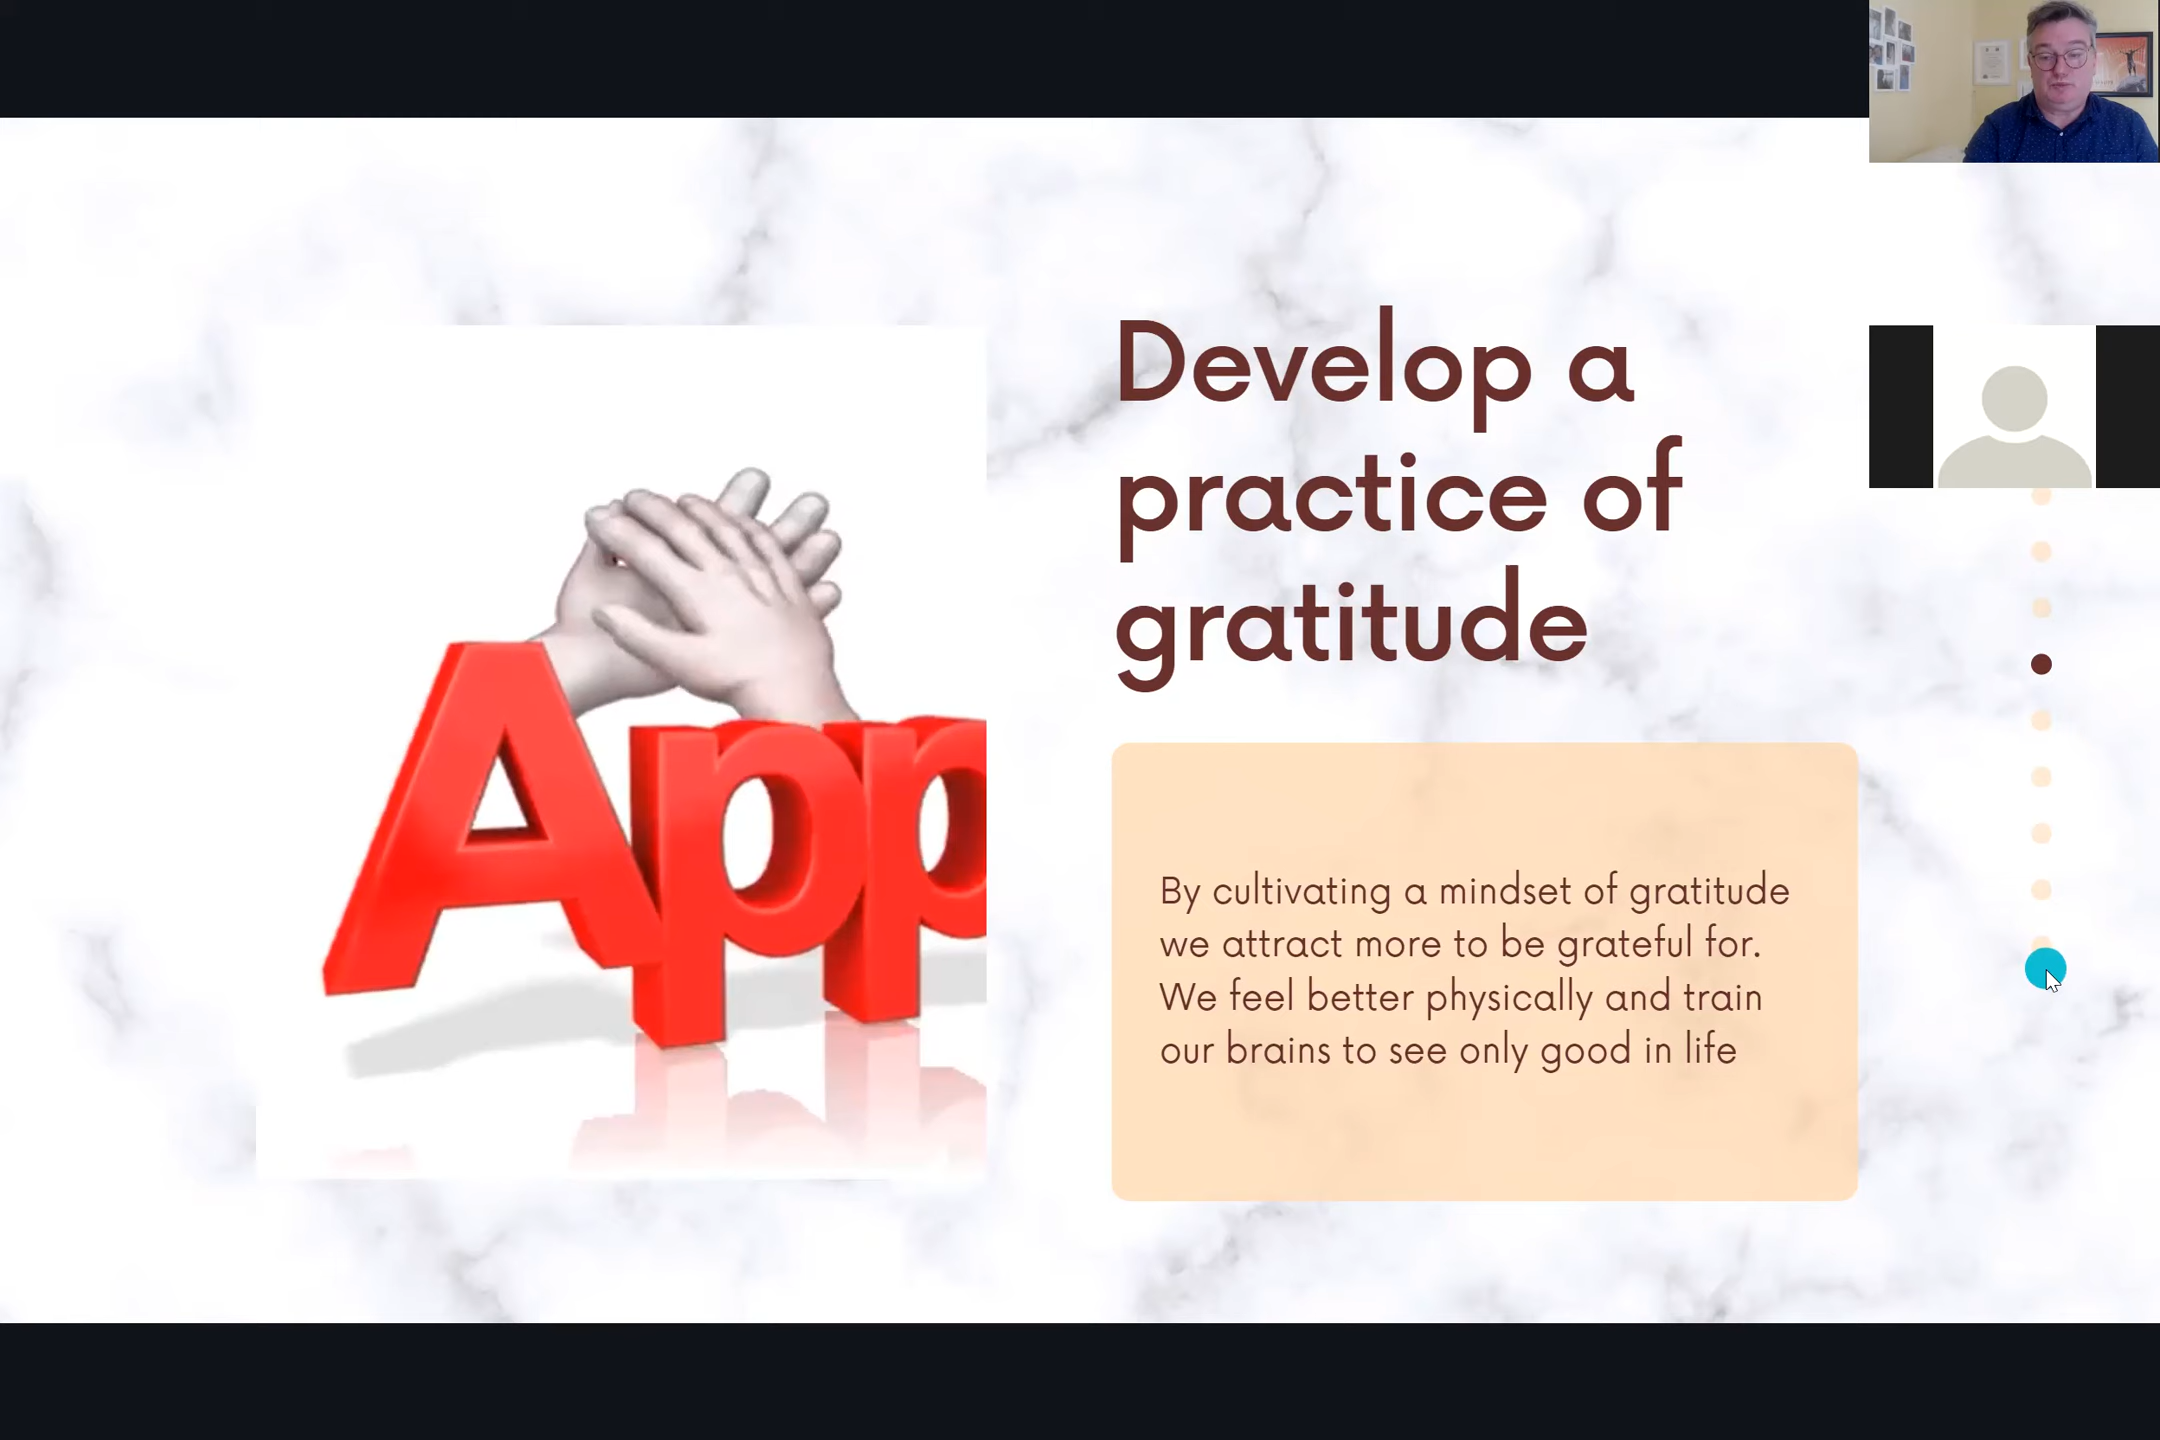 Develop a
practice of
gratitude
App
By cultivating a mindset of gratitude
we attract more to be grateful for.
We feel better physically and train
our brains to see only good in life